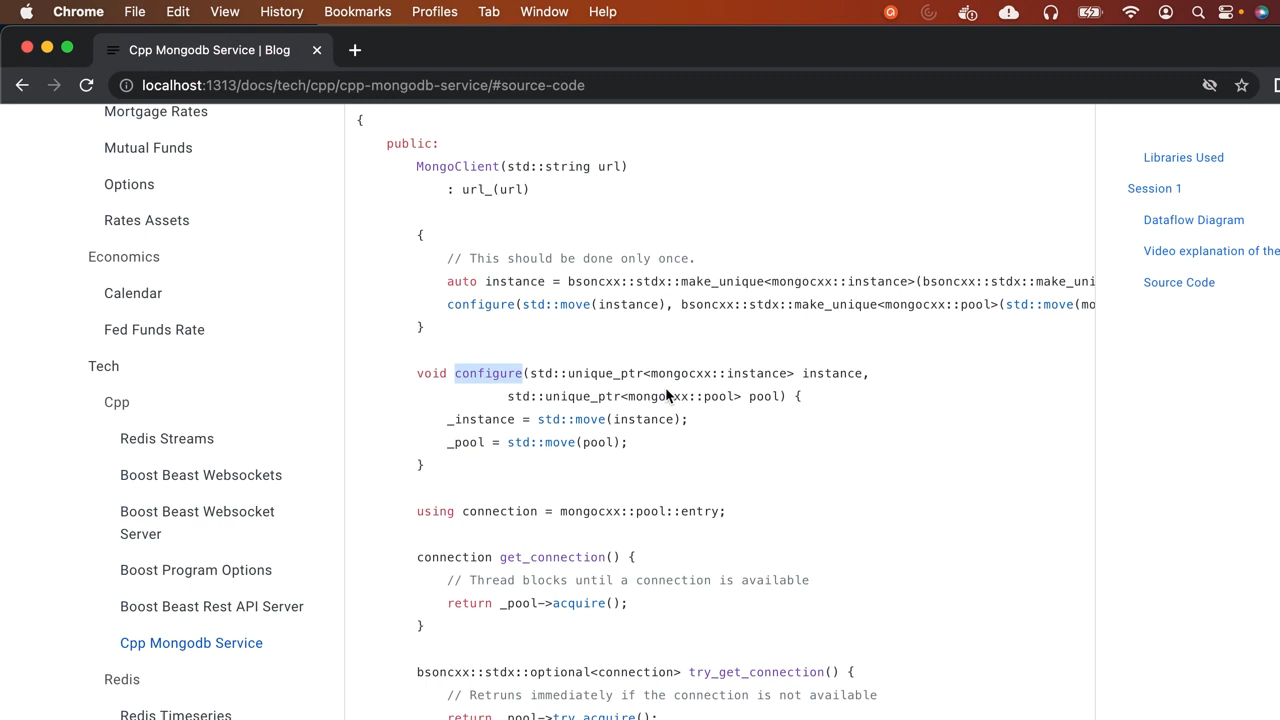 Chrome File Edit View History Bookmarks Profiles Tab Window Help
Cpp Mongodb Service | Blog
localhost:1313/docs/tech/cpp/cpp-mongodb-service/#source-code
Mortgage Rates
Mutual Funds
Options
Rates Assets
Economics
Calendar
Fed Funds Rate
Tech
Cpp
Redis Streams
Boost Beast Websockets
Boost Beast Websocket
Server
Boost Program Options
Boost Beast Rest API Server
Cpp Mongodb Service
Redis
Redis Timeseries
{
public:
MongoClient(std::string url)
: url_(url)
{
// This should be done only once.
auto instance = bsoncxx::stdx::make_unique<mongocxx::instance>(bsoncxx::stdx::make_uni
configure(std::move(instance), bsoncxx::stdx::make_unique<mongocxx::pool>(std::move(mo
}
void configure(std::unique_ptr<mongocxx::instance> instance,
std::unique_ptr<mongocxx::pool> pool) {
_instance = std::move(instance);
_pool = std::move(pool);
}
using connection = mongocxx::pool::entry;
connection get_connection() {
// Thread blocks until a connection is available
return _pool->acquire();
}
bsoncxx::stdx::optional<connection> try_get_connection() {
// Retruns immediately if the connection is not available
return _pool->try_acquire();
Libraries Used
Session 1
Dataflow Diagram
Video explanation of the
Source Code